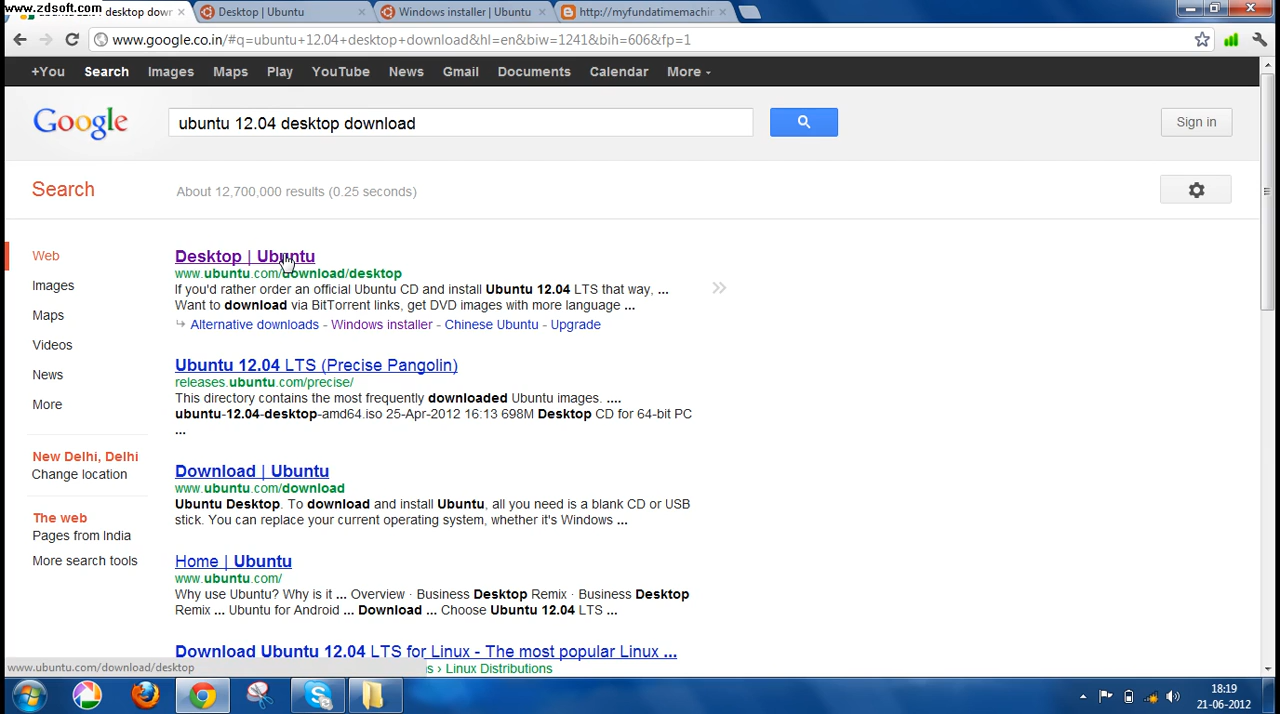 www.zdsoft.com
desktop down
Desktop | Ubuntu
Windows installer | Ubuntu
http://myfundatimemachin
www.google.co.in/#q=ubuntu+12.04+desktop+download&hl=en&biw=1241&bih=606&fp=1
+You Search Images Maps Play YouTube News Gmail Documents Calendar More
Google
ubuntu 12.04 desktop download
Sign in
Search
About 12,700,000 results (0.25 seconds)
Web
Images
Maps
Videos
News
More
New Delhi, Delhi
Change location
The web
Pages from India
More search tools
Desktop | Ubuntu
www.ubuntu.com/download/desktop
If you'd rather order an official Ubuntu CD and install Ubuntu 12.04 LTS that way, ...
Want to download via BitTorrent links, get DVD images with more language ...
Alternative downloads - Windows installer - Chinese Ubuntu - Upgrade
Ubuntu 12.04 LTS (Precise Pangolin)
releases.ubuntu.com/precise/
This directory contains the most frequently downloaded Ubuntu images. ....
ubuntu-12.04-desktop-amd64.iso 25-Apr-2012 16:13 698M Desktop CD for 64-bit PC
...
Download | Ubuntu
www.ubuntu.com/download
Ubuntu Desktop. To download and install Ubuntu, all you need is a blank CD or USB
stick. You can replace your current operating system, whether it's Windows ...
Home | Ubuntu
www.ubuntu.com/
Why use Ubuntu? Why is it ... Overview · Business Desktop Remix · Business Desktop
Remix ... Ubuntu for Android ... Download ... Choose Ubuntu 12.04 LTS ...
Download Ubuntu 12.04 LTS for Linux - The most popular Linux ...
› Linux Distributions
www.ubuntu.com/download/desktop
18:19
21-06-2012